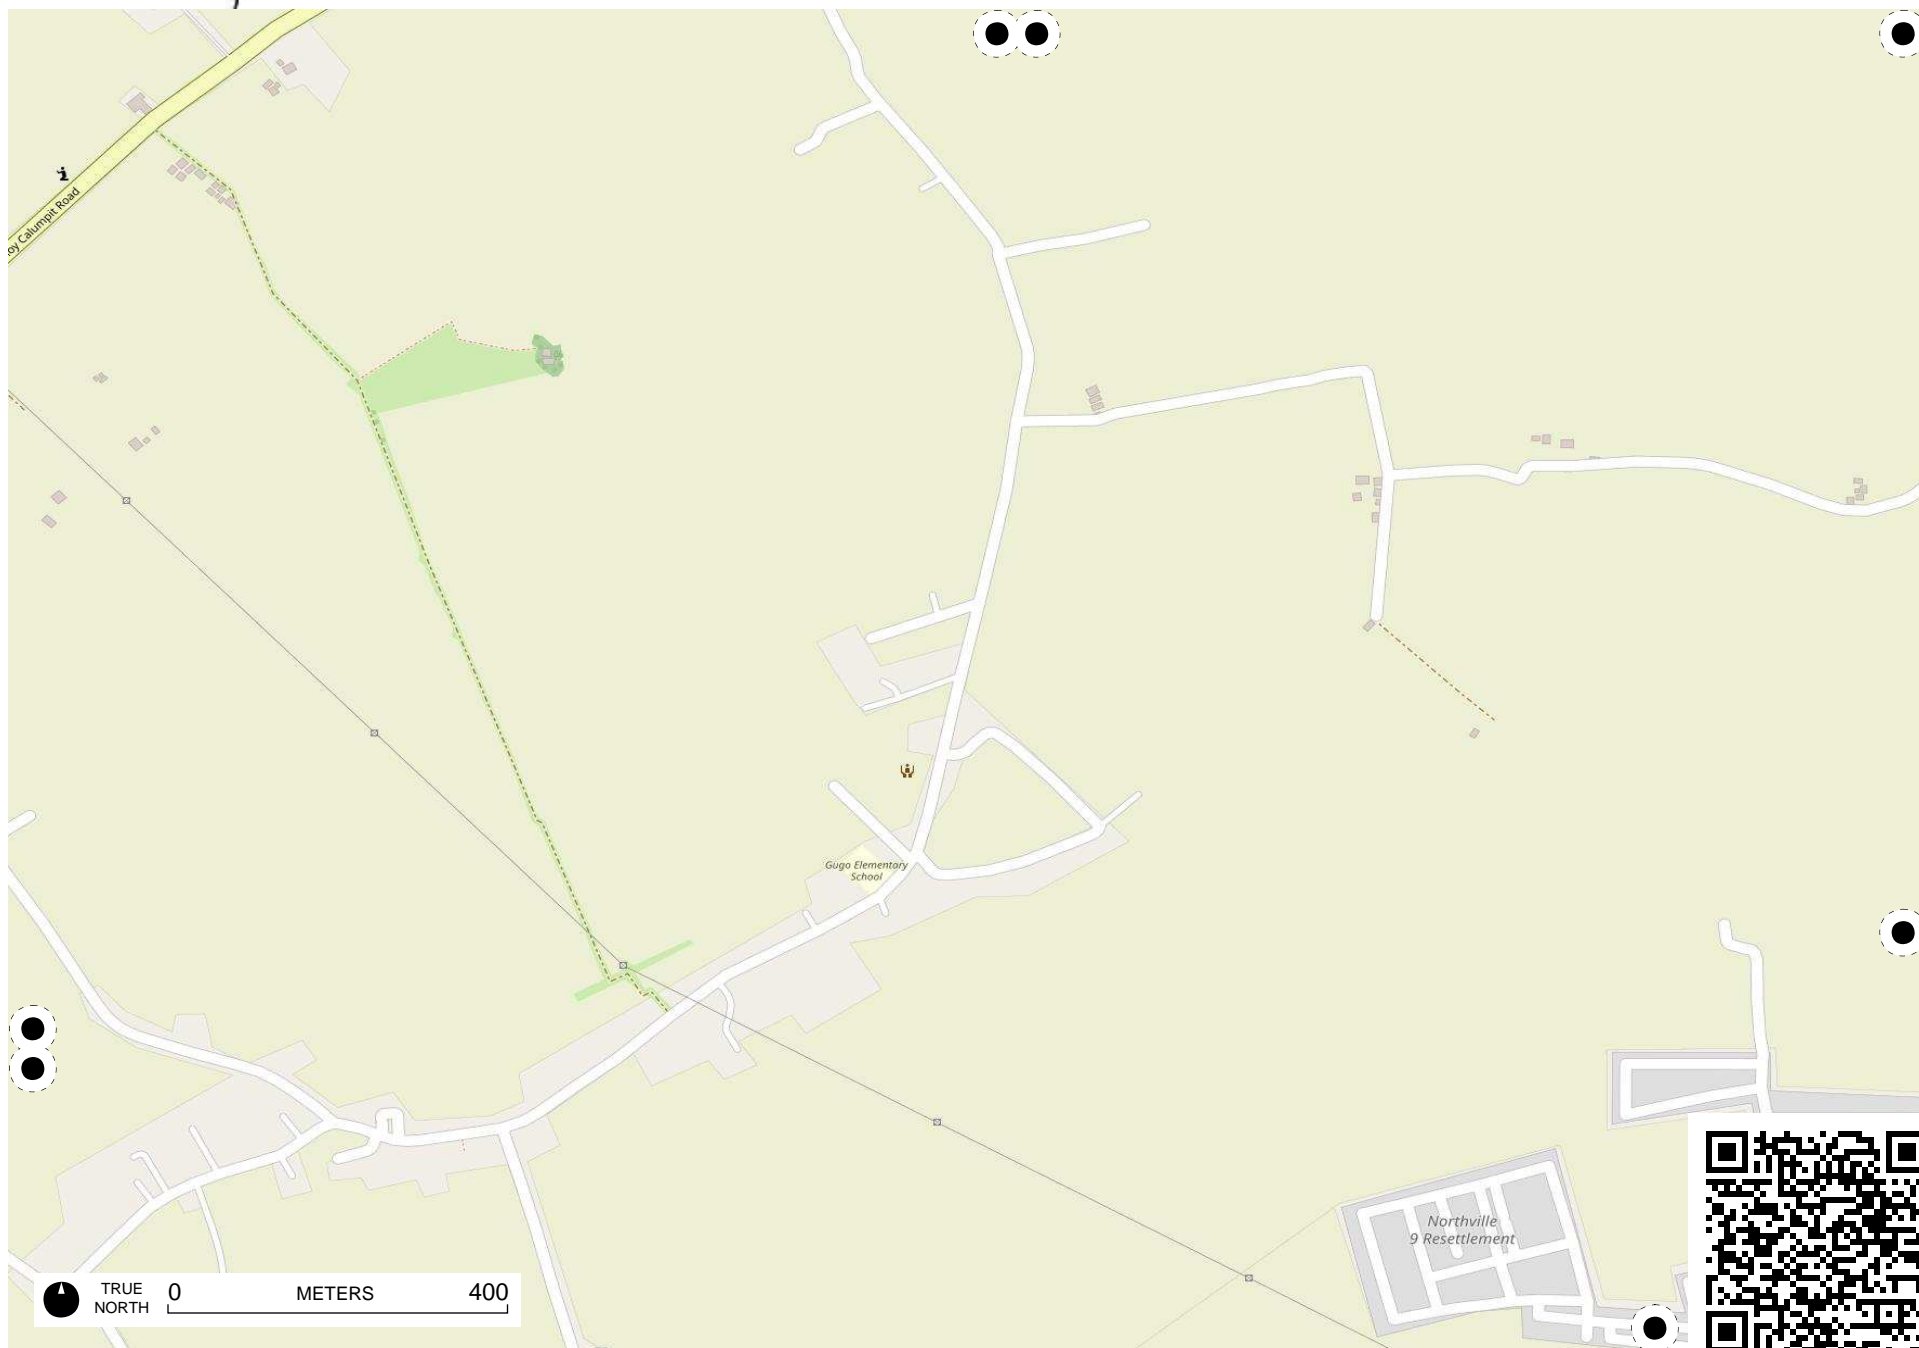 Calumpit Road
Gugo Elementary
School
Northville
9 Resettlement
TRUE
NORTH
0 METERS 400